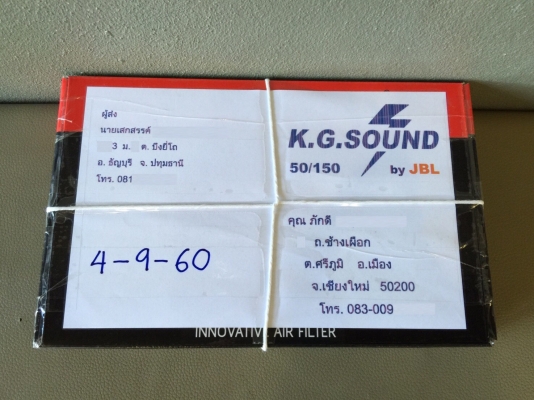 ผู้ส่ง
นายเสกสรรค์
3 ม. ต. บึงยี่โถ
อ. ธัญบุรี จ. ปทุมธานี
โทร. 081
K.G.SOUND
50/150 by JBL
คุณ ภักดี
ถ.ช้างเผือก
ต.ศรีภูมิ อ.เมือง
จ.เชียงใหม่ 50200
โทร. 083-009
4-9-60
INNOVATIVE AIR FILTER